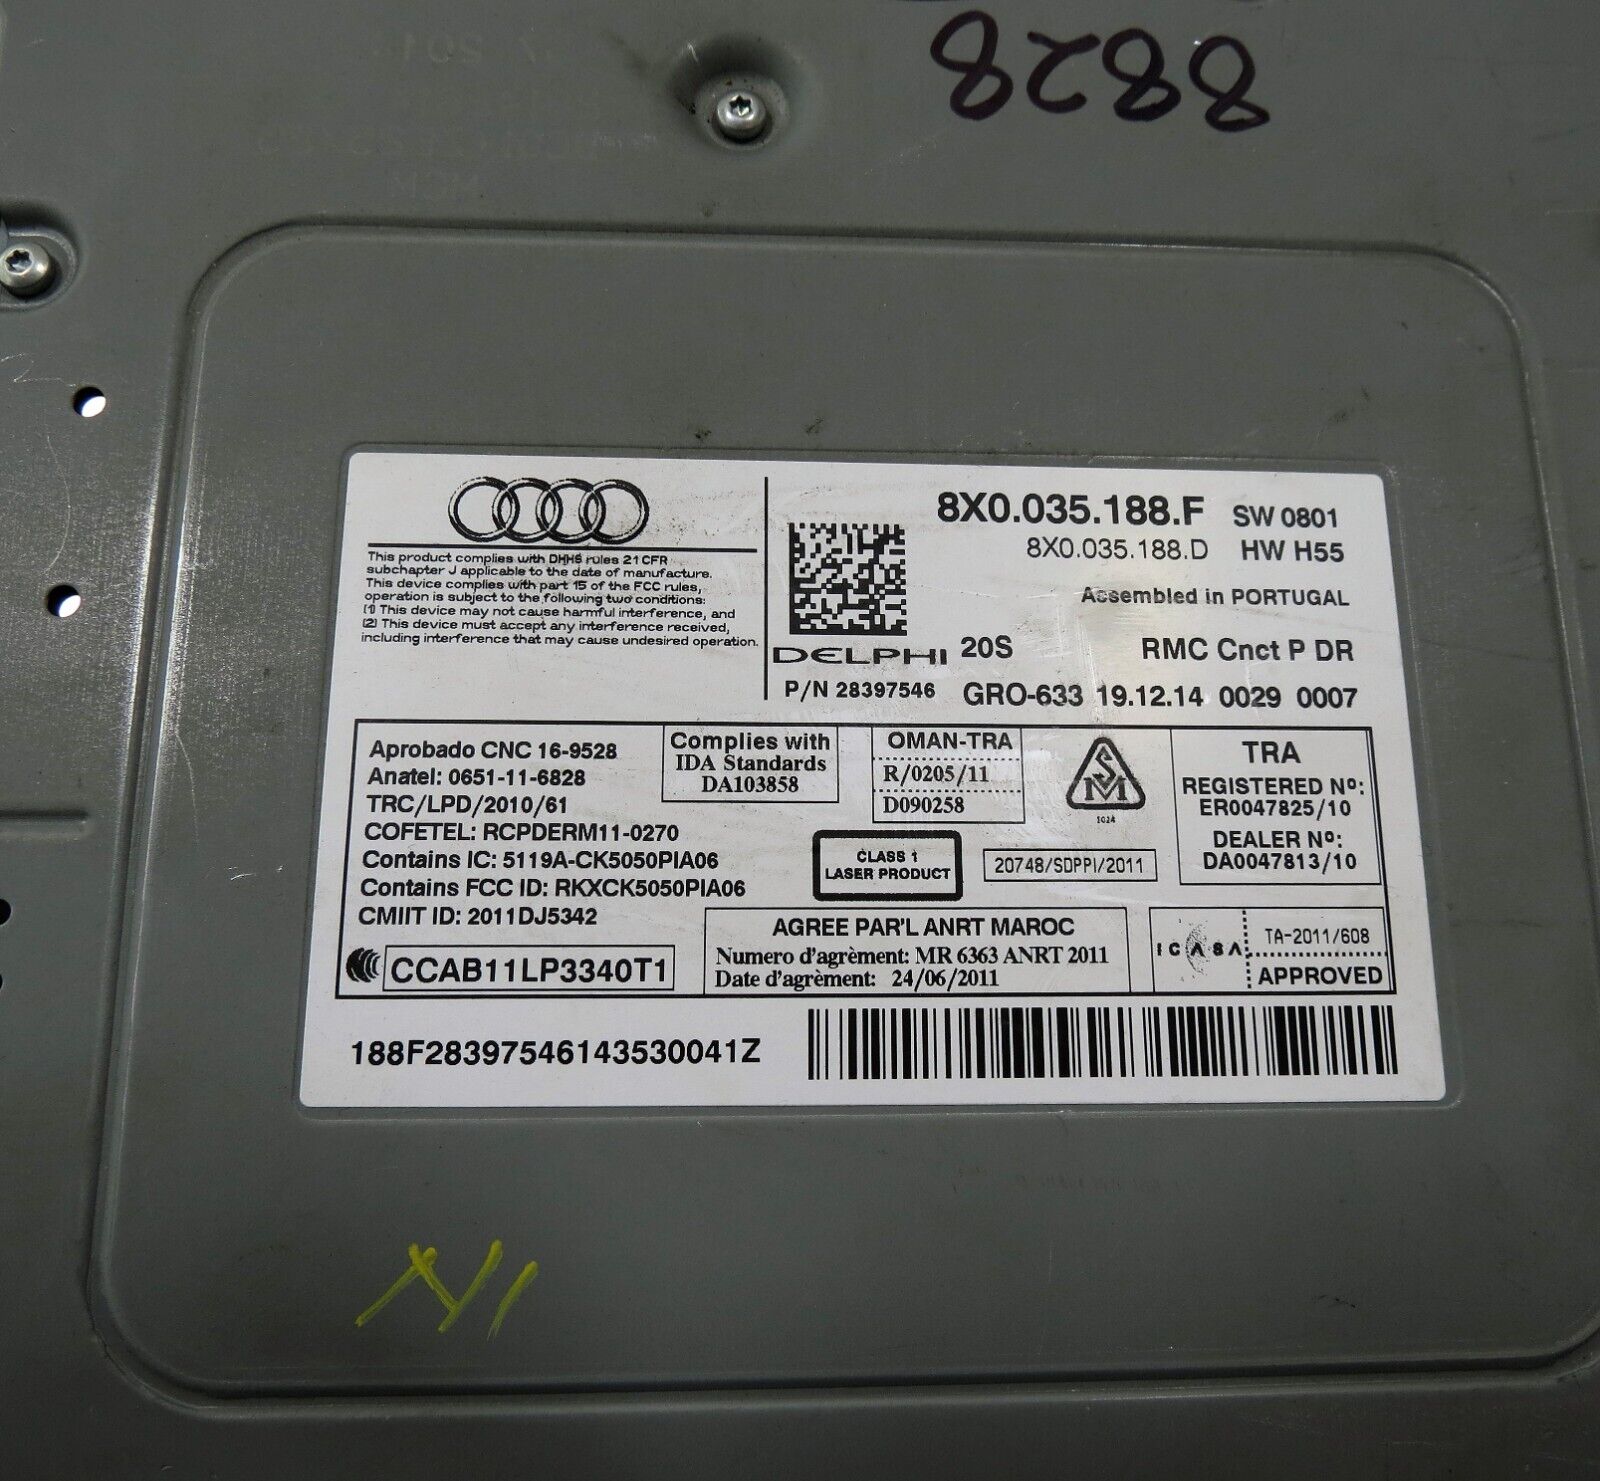 8828
This product complies with DHHS rules 21 CFR
subchapter J applicable to the date of manufacture.
This device complies with part 15 of the FCC rules,
operation is subject to the following two conditions:
(1) This device may not cause harmful interference, and
(2) This device must accept any interference received,
including interference that may cause undesired operation.
8X0.035.188.F SW 0801
8X0.035.188.D HW H55
Assembled in PORTUGAL
DELPHI 20S RMC Cnct P DR
P/N 28397546 GRO-633 19.12.14 0029 0007
Aprobado CNC 16-9528
Anatel: 0651-11-6828
TRC/LPD/2010/61
COFETEL: RCPDERM11-0270
Contains IC: 5119A-CK5050PIA06
Contains FCC ID: RKXCK5050PIA06
CMIIT ID: 2011DJ5342
CCAB11LP3340T1
Complies with
IDA Standards
DA103858
OMAN-TRA
R/0205/11
D090258
SM
1024
TRA
REGISTERED Nº:
ER0047825/10
DEALER Nº:
DA0047813/10
CLASS 1
LASER PRODUCT
20748/SDPPI/2011
AGREE PAR'L ANRT MAROC
Numero d'agrèment: MR 6363 ANRT 2011
Date d'agrèment: 24/06/2011
ICASA
TA-2011/608
APPROVED
188F28397546143530041Z